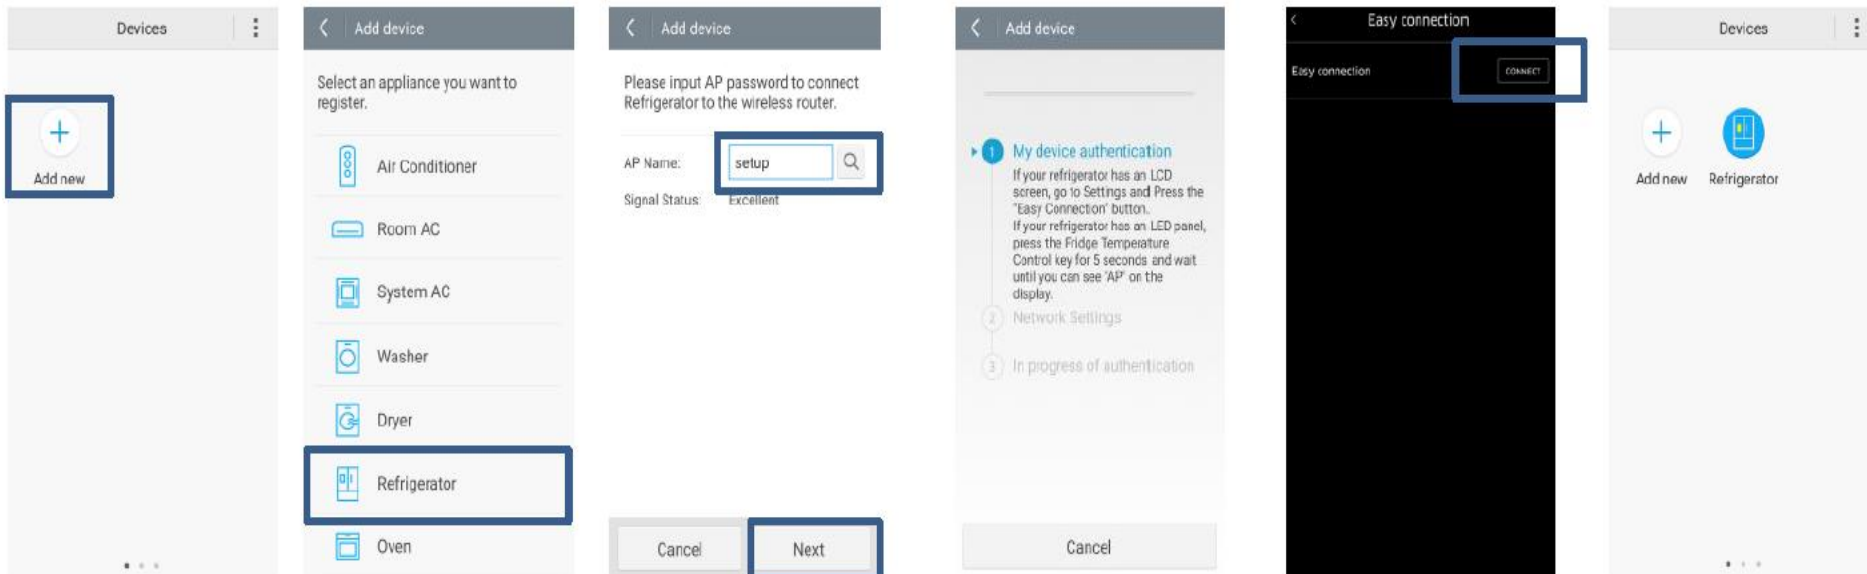 Devices
Add new
Add device
Select an appliance you want to
register.
Air Conditioner
Room AC
System AC
Washer
Dryer
Refrigerator
Oven
Add device
Please input AP password to connect
Refrigerator to the wireless router.
AP Name:
setup
Signal Status:
Excellent
Cancel
Next
Add device
1
My device authentication
If your refrigerator has an LCD
screen, go to Settings and Press the
"Easy Connection' button.
If your refrigerator has an LED panel,
press the Fridge Temperature
Control key for 5 seconds and wait
until you can see 'AP' on the
display.
2
Network Settings
3
In progress of authentication
Cancel
Easy connection
Easy connection
CONNECT
Devices
Add new
Refrigerator